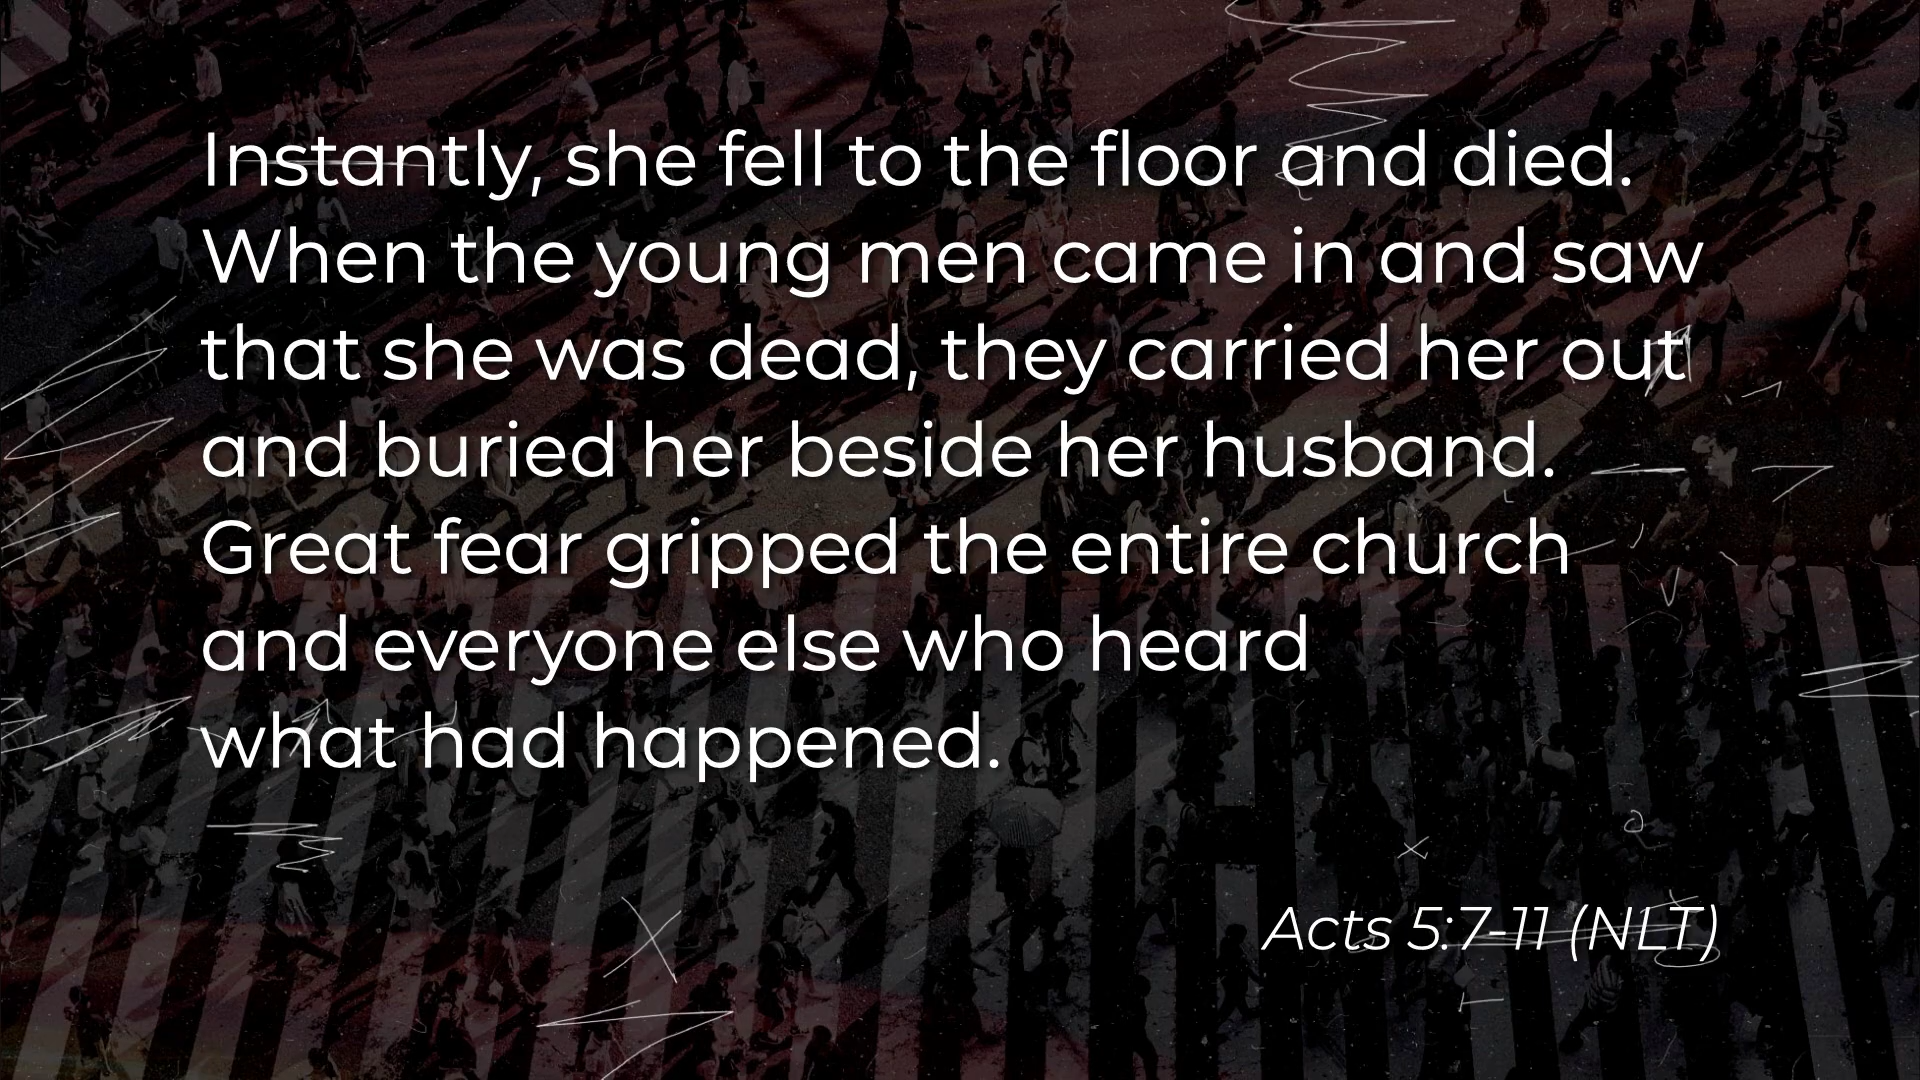 Instantly, she fell to the floor and died.
When the young men came in and saw
that she was dead, they carried her out
and buried her beside her husband.
Great fear gripped the entire church
and everyone else who heard
what had happened.
Acts 5:7-11 (NLT)